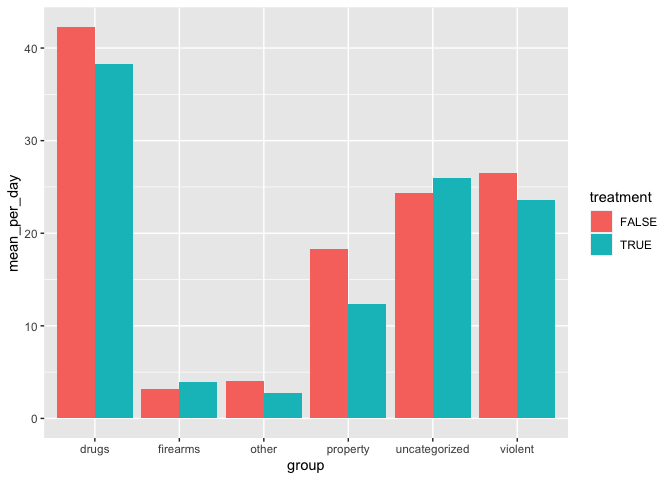 40
30
20
10
0
mean_per_day
drugs
firearms
other
property
uncategorized
violent
group
treatment
FALSE
TRUE